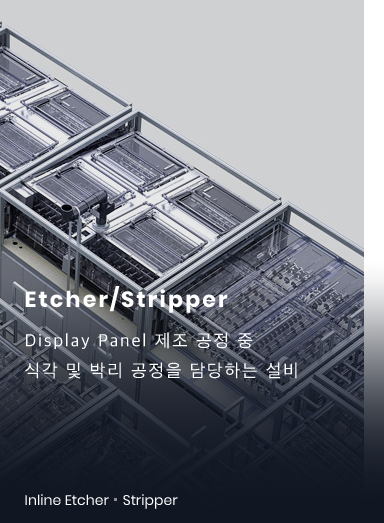 Etcher/Stripper
Display Panel 제조 공정 중
식각 및 박리 공정을 담당하는 설비
Inline Etcher • Stripper